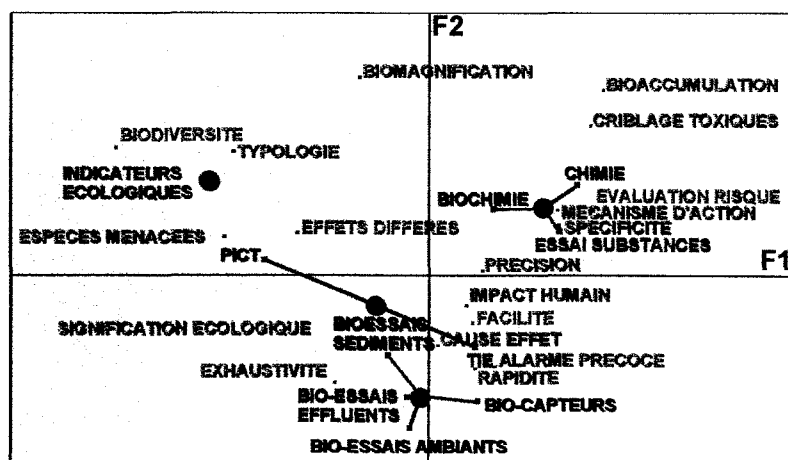 F2
BIOMAGNIFICATION
BIOACCUMULATION
CRIBLAGE TOXIQUES
BIODIVERSITE
TYPOLOGIE
INDICATEURS
ECOLOGIQUES
CHIMIE
BIOCHIMIE
EVALUATION RISQUE
MECANISME D'ACTION
SPECIFICITE
ESSAI SUBSTANCES
ESPECES MENACEES
EFFETS DIFFERES
PICT
PRECISION
F1
IMPACT HUMAIN
FACILITE
SIGNIFICATION ECOLOGIQUE
BIOESSAIS
SEDIMENTS
CAUSE EFFET
TIE ALARME PRECOCE
RAPIDITE
EXHAUSTIVITE
BIO-ESSAIS
EFFLUENTS
BIO-CAPTEURS
BIO-ESSAIS AMBIANTS